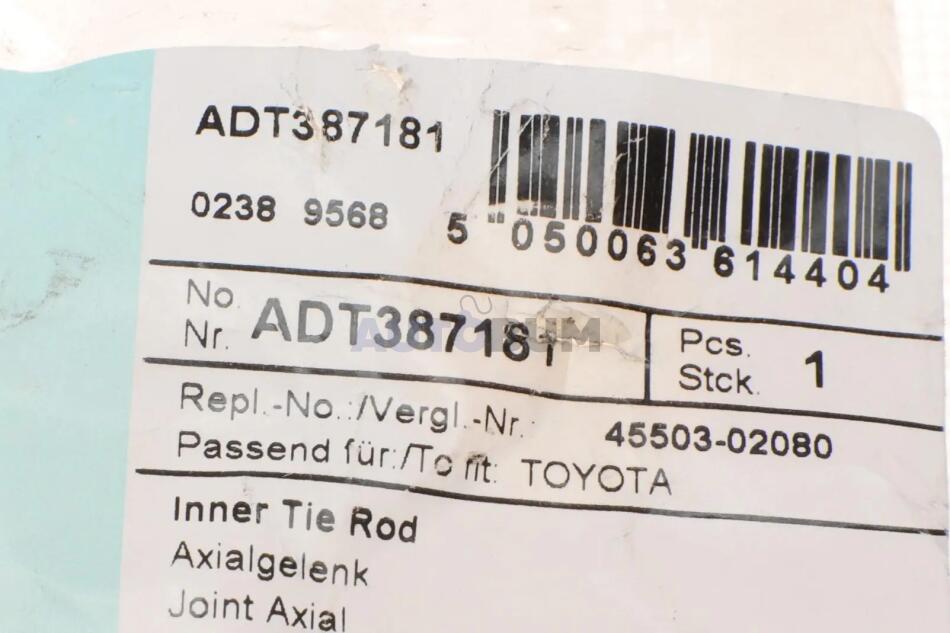 ADT387181
0238 9568
5 050063 614404
No.
Nr. ADT387181
Pcs.
Stck. 1
Repl.-No.:/Vergl.-Nr.: 45503-02080
Passend für:/To fit: TOYOTA
Inner Tie Rod
Axialgelenk
Joint Axial